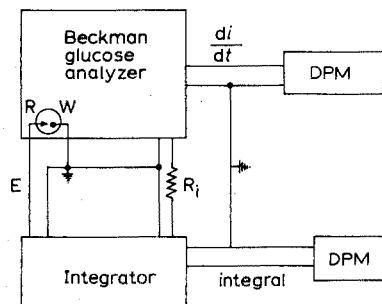 Beckman
glucose
analyzer
di
dt
DPM
R W
E
Ri
Integrator
integral
DPM